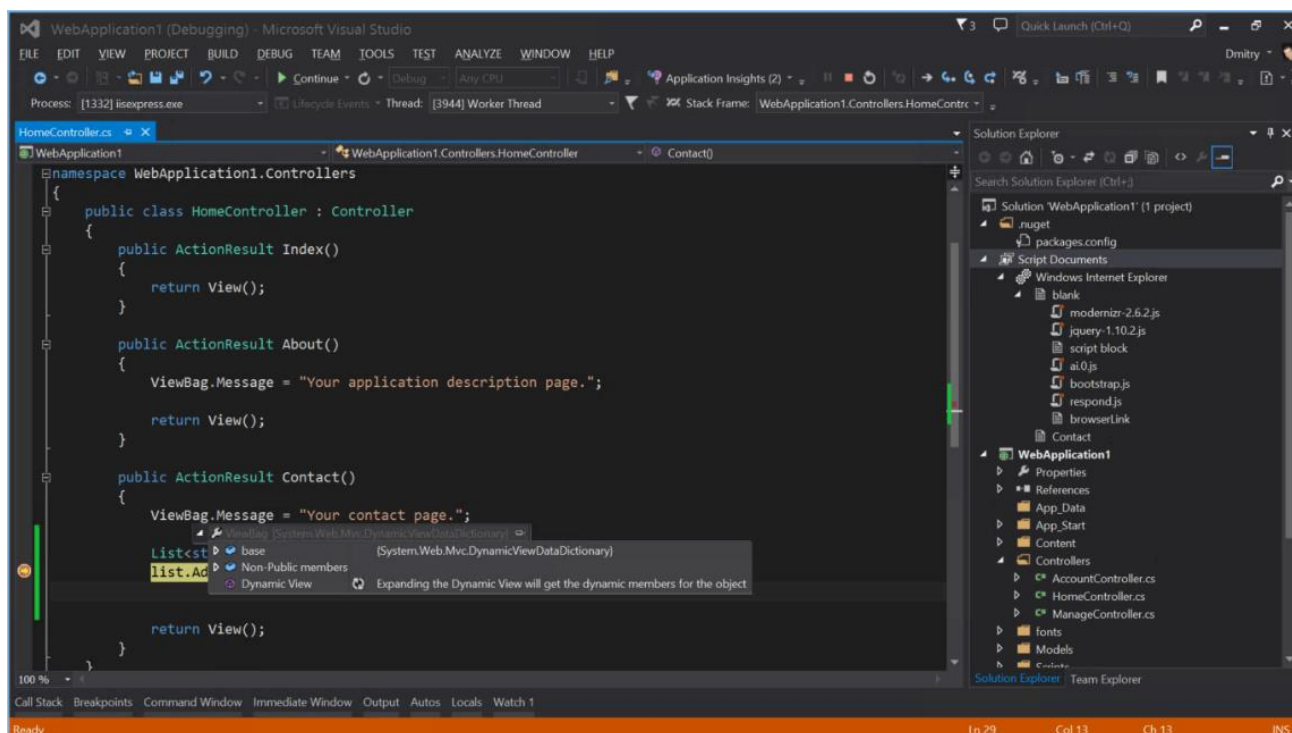 WebApplication1 (Debugging) - Microsoft Visual Studio
3
Quick Launch (Ctrl+Q)
FILE EDIT VIEW PROJECT BUILD DEBUG TEAM TOOLS TEST ANALYZE WINDOW HELP
Dmitry
Continue Debug Any CPU Application Insights (2)
Process: [1332] iisexpress.exe Lifecycle Events Thread: [3944] Worker Thread Stack Frame: WebApplication1.Controllers.HomeContrc
HomeController.cs
WebApplication1 WebApplication1.Controllers.HomeController Contact()
namespace WebApplication1.Controllers
{
public class HomeController : Controller
{
public ActionResult Index()
{
return View();
}
public ActionResult About()
{
ViewBag.Message = "Your application description page.";
return View();
}
public ActionResult Contact()
{
ViewBag.Message = "Your contact page.";
ViewBag {System.Web.Mvc.DynamicViewDataDictionary}
List<st
base {System.Web.Mvc.DynamicViewDataDictionary}
list.Ad
Non-Public members
Dynamic View Expanding the Dynamic View will get the dynamic members for the object
return View();
}
}
100 %
Call Stack Breakpoints Command Window Immediate Window Output Autos Locals Watch 1
Ready Ln 29 Col 13 Ch 13 INS
Solution Explorer
Search Solution Explorer (Ctrl+;)
Solution 'WebApplication1' (1 project)
.nuget
packages.config
Script Documents
Windows Internet Explorer
blank
modernizr-2.6.2.js
jquery-1.10.2.js
script block
ai.0.js
bootstrap.js
respond.js
browserLink
Contact
WebApplication1
Properties
References
App_Data
App_Start
Content
Controllers
AccountController.cs
HomeController.cs
ManageController.cs
fonts
Models
Scripts
Solution Explorer Team Explorer